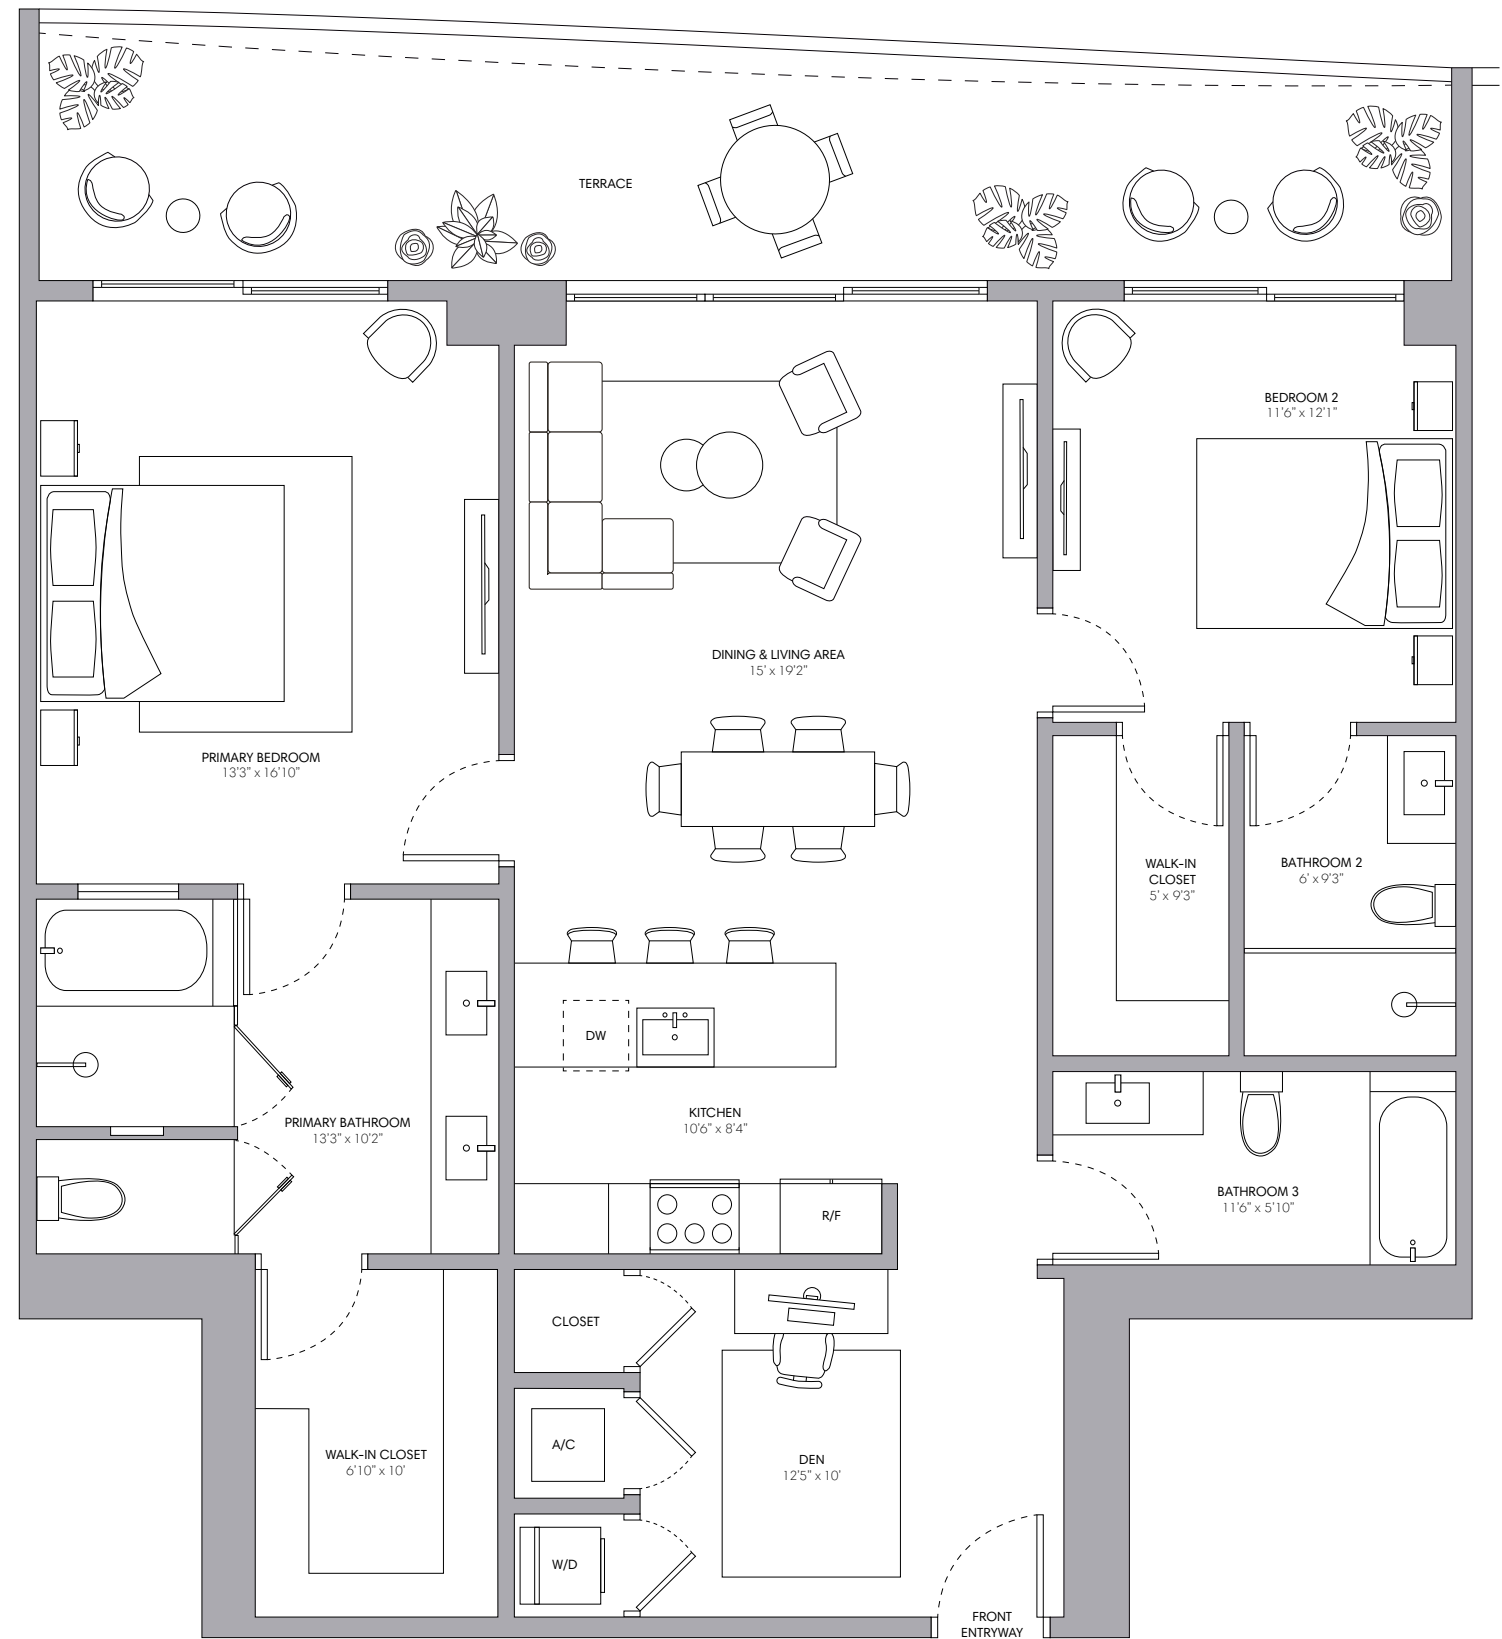 TERRACE
BEDROOM 2
11'6" x 12'1"
DINING & LIVING AREA
15' x 19'2"
PRIMARY BEDROOM
13'3" x 16'10"
WALK-IN
CLOSET
5' x 9'3"
BATHROOM 2
6' x 9'3"
DW
KITCHEN
10'6" x 8'4"
PRIMARY BATHROOM
13'3" x 10'2"
BATHROOM 3
11'6" x 5'10"
R/F
CLOSET
A/C
WALK-IN CLOSET
6'10" x 10'
DEN
12'5" x 10'
W/D
FRONT
ENTRYWAY